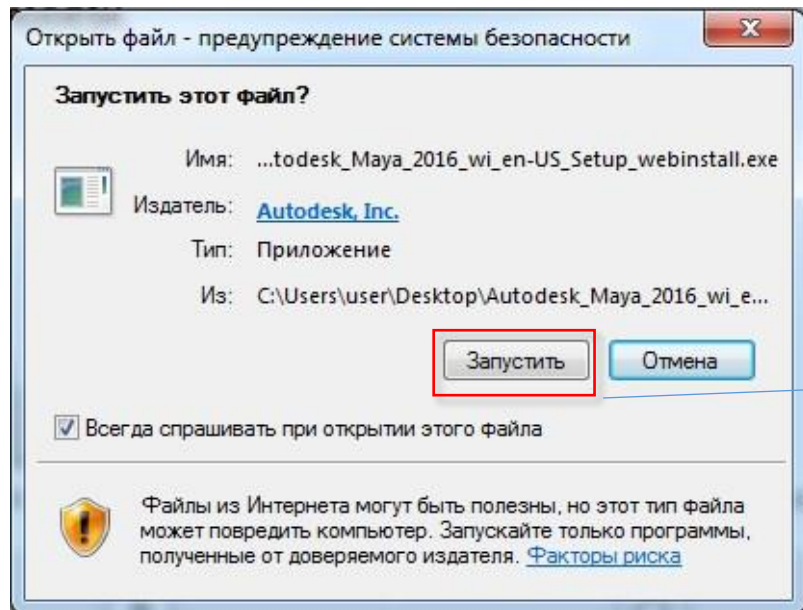 Открыть файл - предупреждение системы безопасности
Запустить этот файл?
Имя: ...todesk_Maya_2016_wi_en-US_Setup_webinstall.exe
Издатель: Autodesk, Inc.
Тип: Приложение
Из: C:\Users\user\Desktop\Autodesk_Maya_2016_wi_e...
Запустить Отмена
Всегда спрашивать при открытии этого файла
Файлы из Интернета могут быть полезны, но этот тип файла
может повредить компьютер. Запускайте только программы,
полученные от доверяемого издателя. Факторы риска